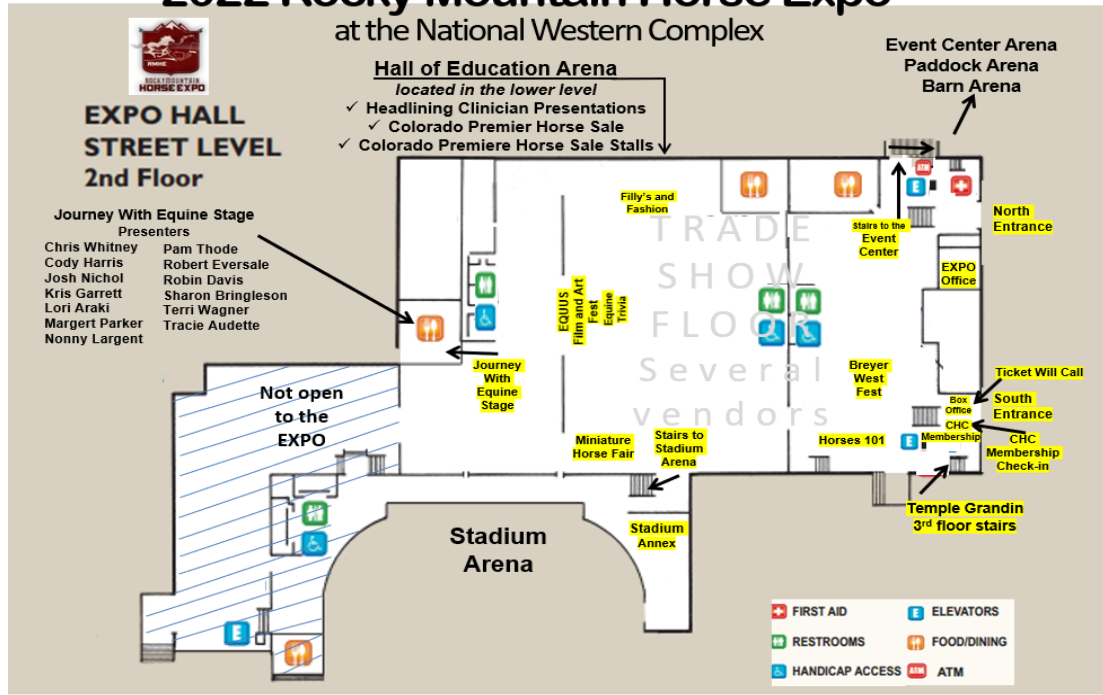 2022 Rocky Mountain Horse Expo
at the National Western Complex
RMHE
ROCKY MOUNTAIN
HORSE EXPO
EXPO HALL
STREET LEVEL
2nd Floor
Hall of Education Arena
located in the lower level
✓ Headlining Clinician Presentations
✓ Colorado Premier Horse Sale
✓ Colorado Premiere Horse Sale Stalls
Event Center Arena
Paddock Arena
Barn Arena
Journey With Equine Stage
Presenters
Chris Whitney
Cody Harris
Josh Nichol
Kris Garrett
Lori Araki
Margert Parker
Nonny Largent
Pam Thode
Robert Eversale
Robin Davis
Sharon Bringleson
Terri Wagner
Tracie Audette
Filly's and
Fashion
TRADE
SHOW
FLOOR
Several
vendors
EQUUS
Film and Art
Fest
Equine
Trivia
Stairs to the
Event
Center
ATM
E
North
Entrance
EXPO
Office
Journey
With
Equine
Stage
Breyer
West
Fest
Ticket Will Call
Box
Office
South
Entrance
CHC
Membership
CHC
Membership
Check-in
Not open
to the
EXPO
Miniature
Horse Fair
Stairs to
Stadium
Arena
Horses 101
E
Temple Grandin
3rd floor stairs
Stadium
Arena
Stadium
Annex
E
FIRST AID
E ELEVATORS
RESTROOMS
FOOD/DINING
HANDICAP ACCESS
ATM ATM